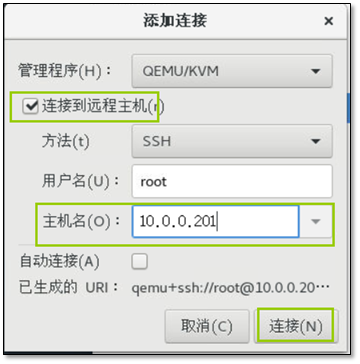 添加连接
管理程序(H)： QEMU/KVM
连接到远程主机(r)
方法(t) SSH
用户名(U)： root
主机名(O)： 10.0.0.201
自动连接(A)
已生成的 URI： qemu+ssh://root@10.0.0.20…
取消(C) 连接(N)